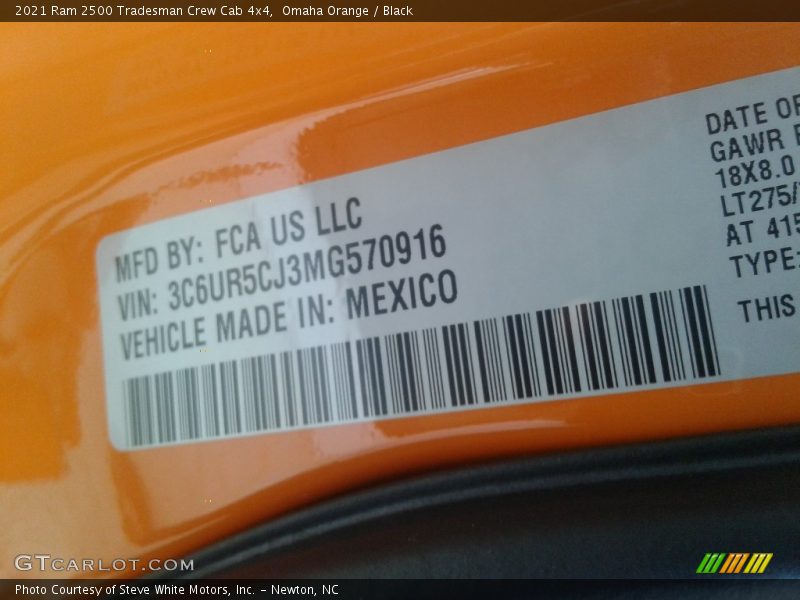 2021 Ram 2500 Tradesman Crew Cab 4x4,  Omaha Orange / Black
MFD BY: FCA US LLC
VIN: 3C6UR5CJ3MG570916
VEHICLE MADE IN: MEXICO
DATE OF
GAWR
18X8.0
LT275/
AT 415
TYPE:
THIS
GTCARLOT.COM
Photo Courtesy of Steve White Motors, Inc. – Newton, NC